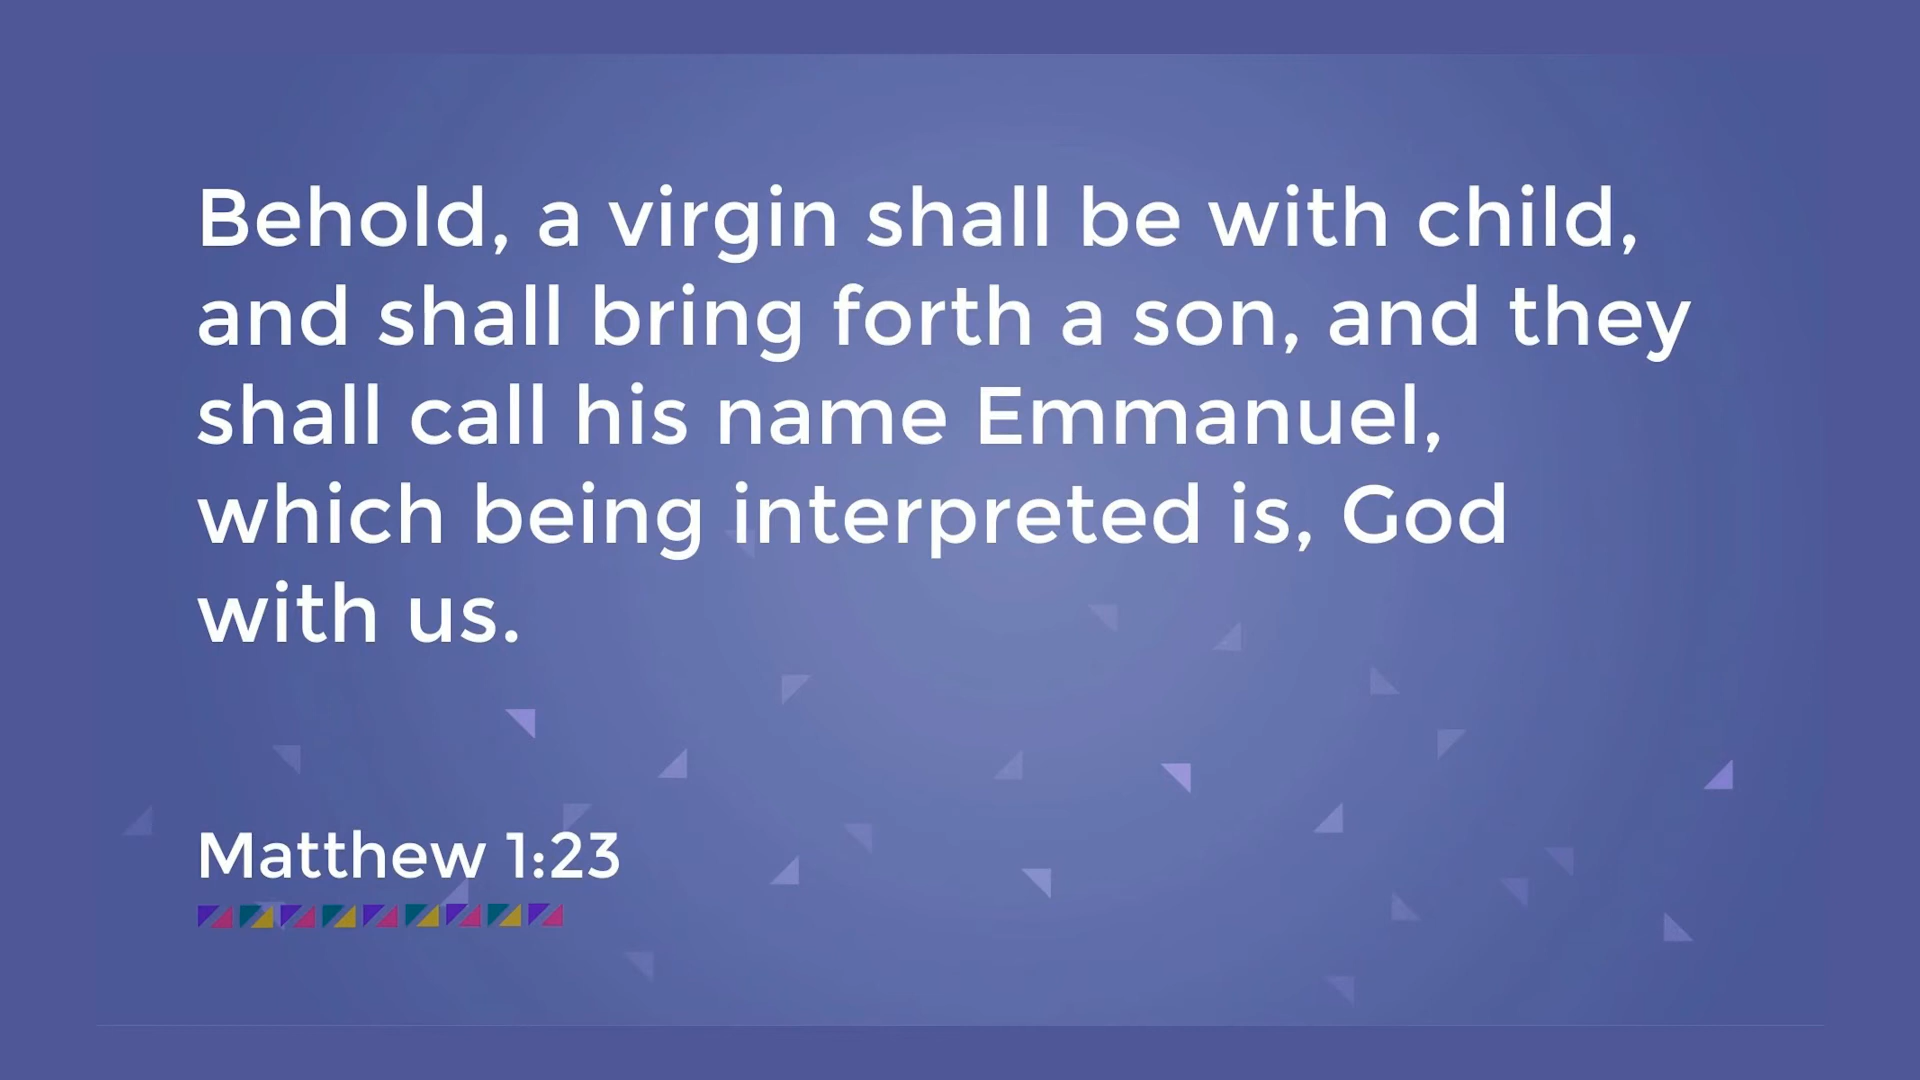 Behold, a virgin shall be with child,
and shall bring forth a son, and they
shall call his name Emmanuel,
which being interpreted is, God
with us.
Matthew 1:23